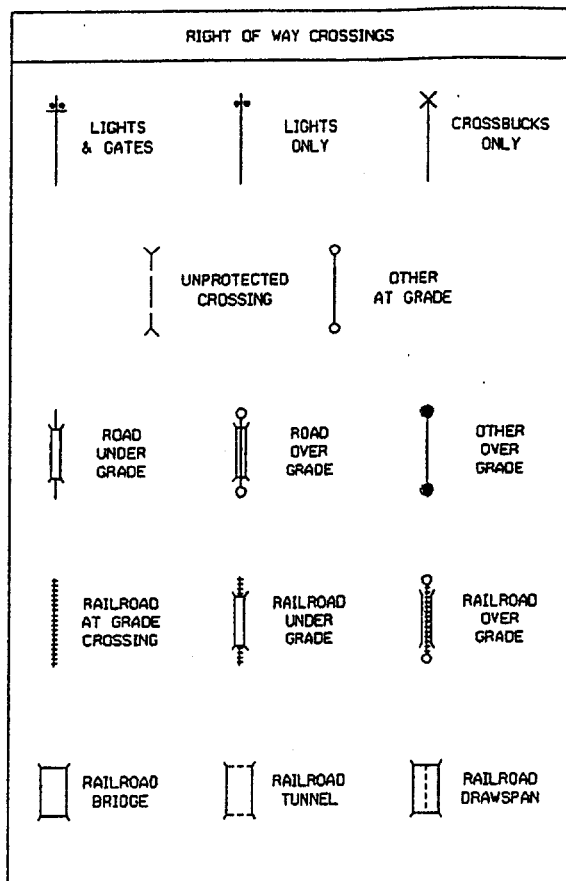 RIGHT OF WAY CROSSINGS
LIGHTS
& GATES
LIGHTS
ONLY
CROSSBUCKS
ONLY
UNPROTECTED
CROSSING
OTHER
AT GRADE
ROAD
UNDER
GRADE
ROAD
OVER
GRADE
OTHER
OVER
GRADE
RAILROAD
AT GRADE
CROSSING
RAILROAD
UNDER
GRADE
RAILROAD
OVER
GRADE
RAILROAD
BRIDGE
RAILROAD
TUNNEL
RAILROAD
DRAWSPAN